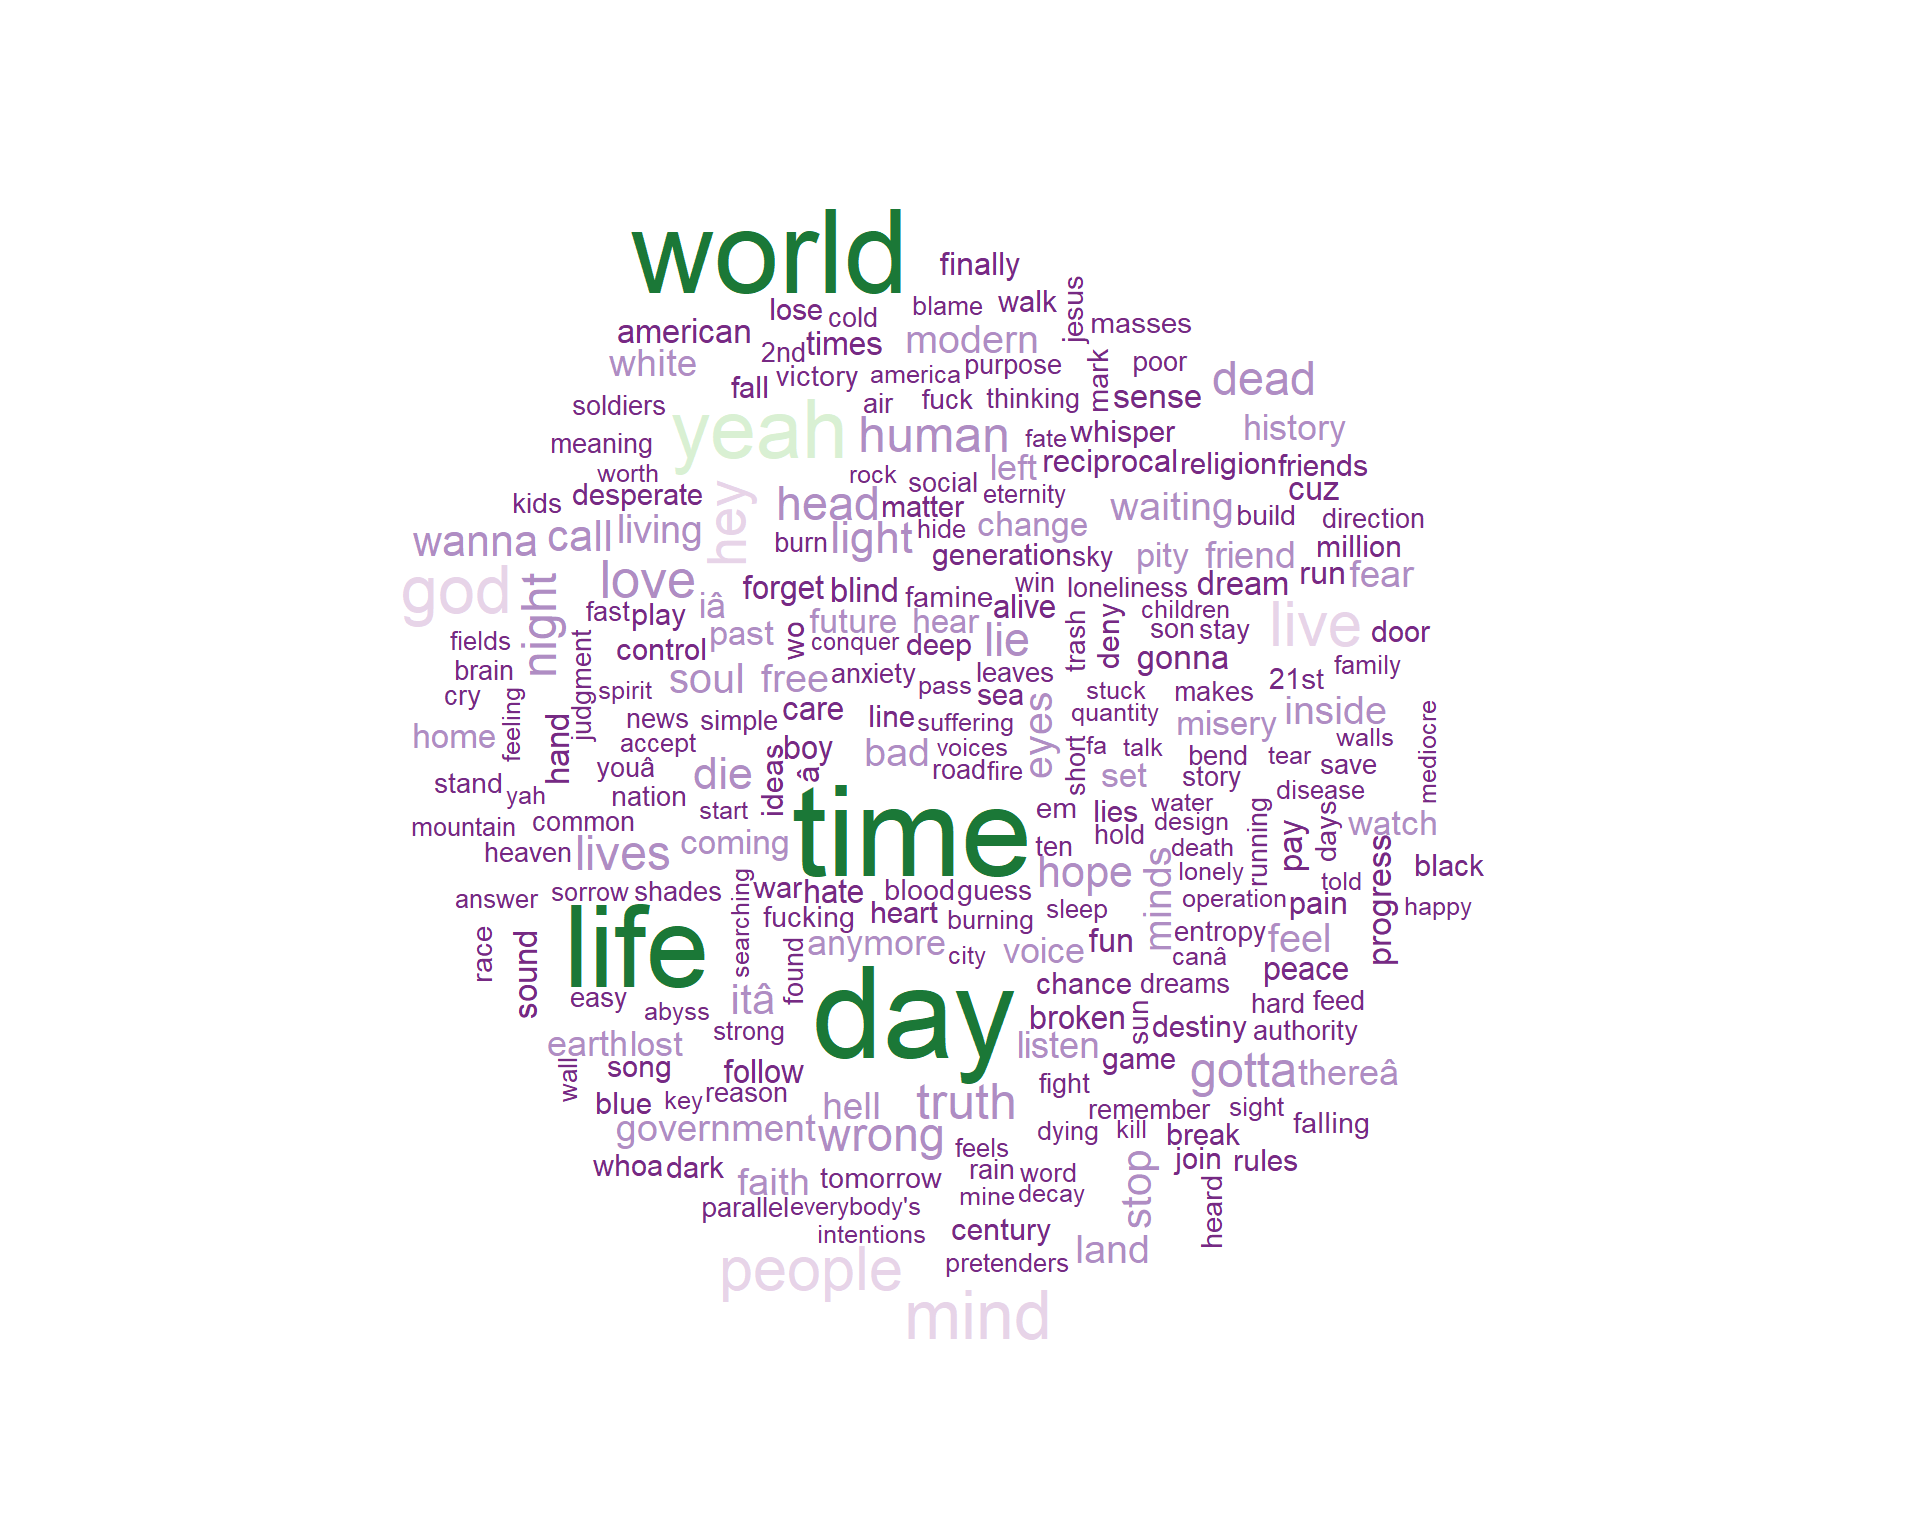 world
finally
lose cold blame walk jesus masses
american 2nd times modern
white victory america purpose mark poor dead
fall air fuck thinking sense
soldiers yeah human fate whisper history
meaning left reciprocal religion friends
worth rock social eternity cuz
kids desperate hey head matter waiting build direction
wanna call living burn light hide change
generation sky pity friend million
god night love forget blind win loneliness dream run fear
fast play iâ famine alive children
past wo future hear trash deny son stay live door
fields control conquer deep lie gonna
brain judgment soul free anxiety leaves 21st family
cry feeling spirit pass sea stuck makes
hand news simple care line suffering eyes quantity misery inside
home accept boy bad voices short fa talk bend tear walls mediocre
youâ die ideas â road fire set story save
stand yah nation start time em lies water disease
mountain common coming ten hold design running pay days watch
heaven lives hope minds death progress black
answer sorrow shades searching war hate blood guess lonely told
fucking heart burning sleep operation pain happy
race sound life found anymore city voice fun entropy feel
canâ peace
easy abyss itâ day chance dreams hard feed
strong broken sun destiny authority
earth lost listen
wall song follow game gotta thereâ
blue key reason hell truth fight remember sight falling
government wrong feels dying kill break
whoa dark faith tomorrow rain word stop join rules
parallel everybody's mine decay heard
intentions century land
people pretenders
mind